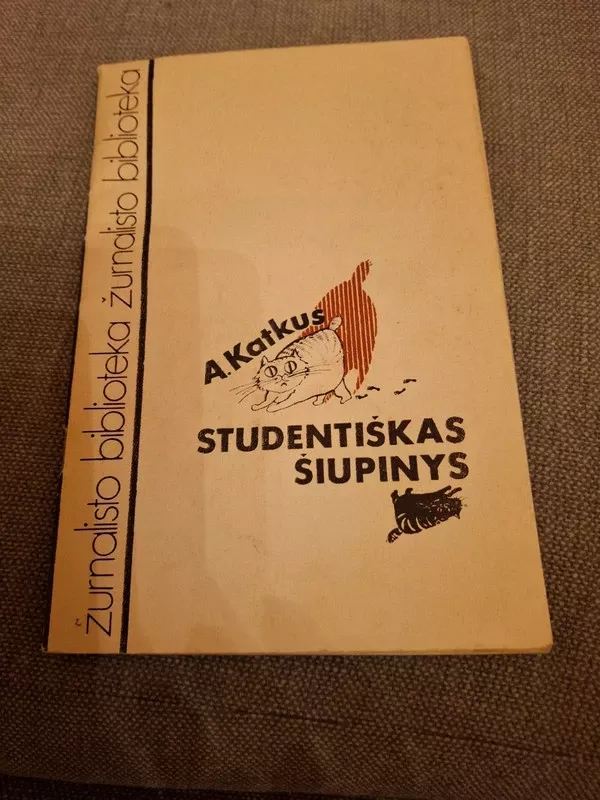 žurnalisto biblioteka žurnalisto biblioteka
A. Katkus
STUDENTIŠKAS
ŠIUPINYS